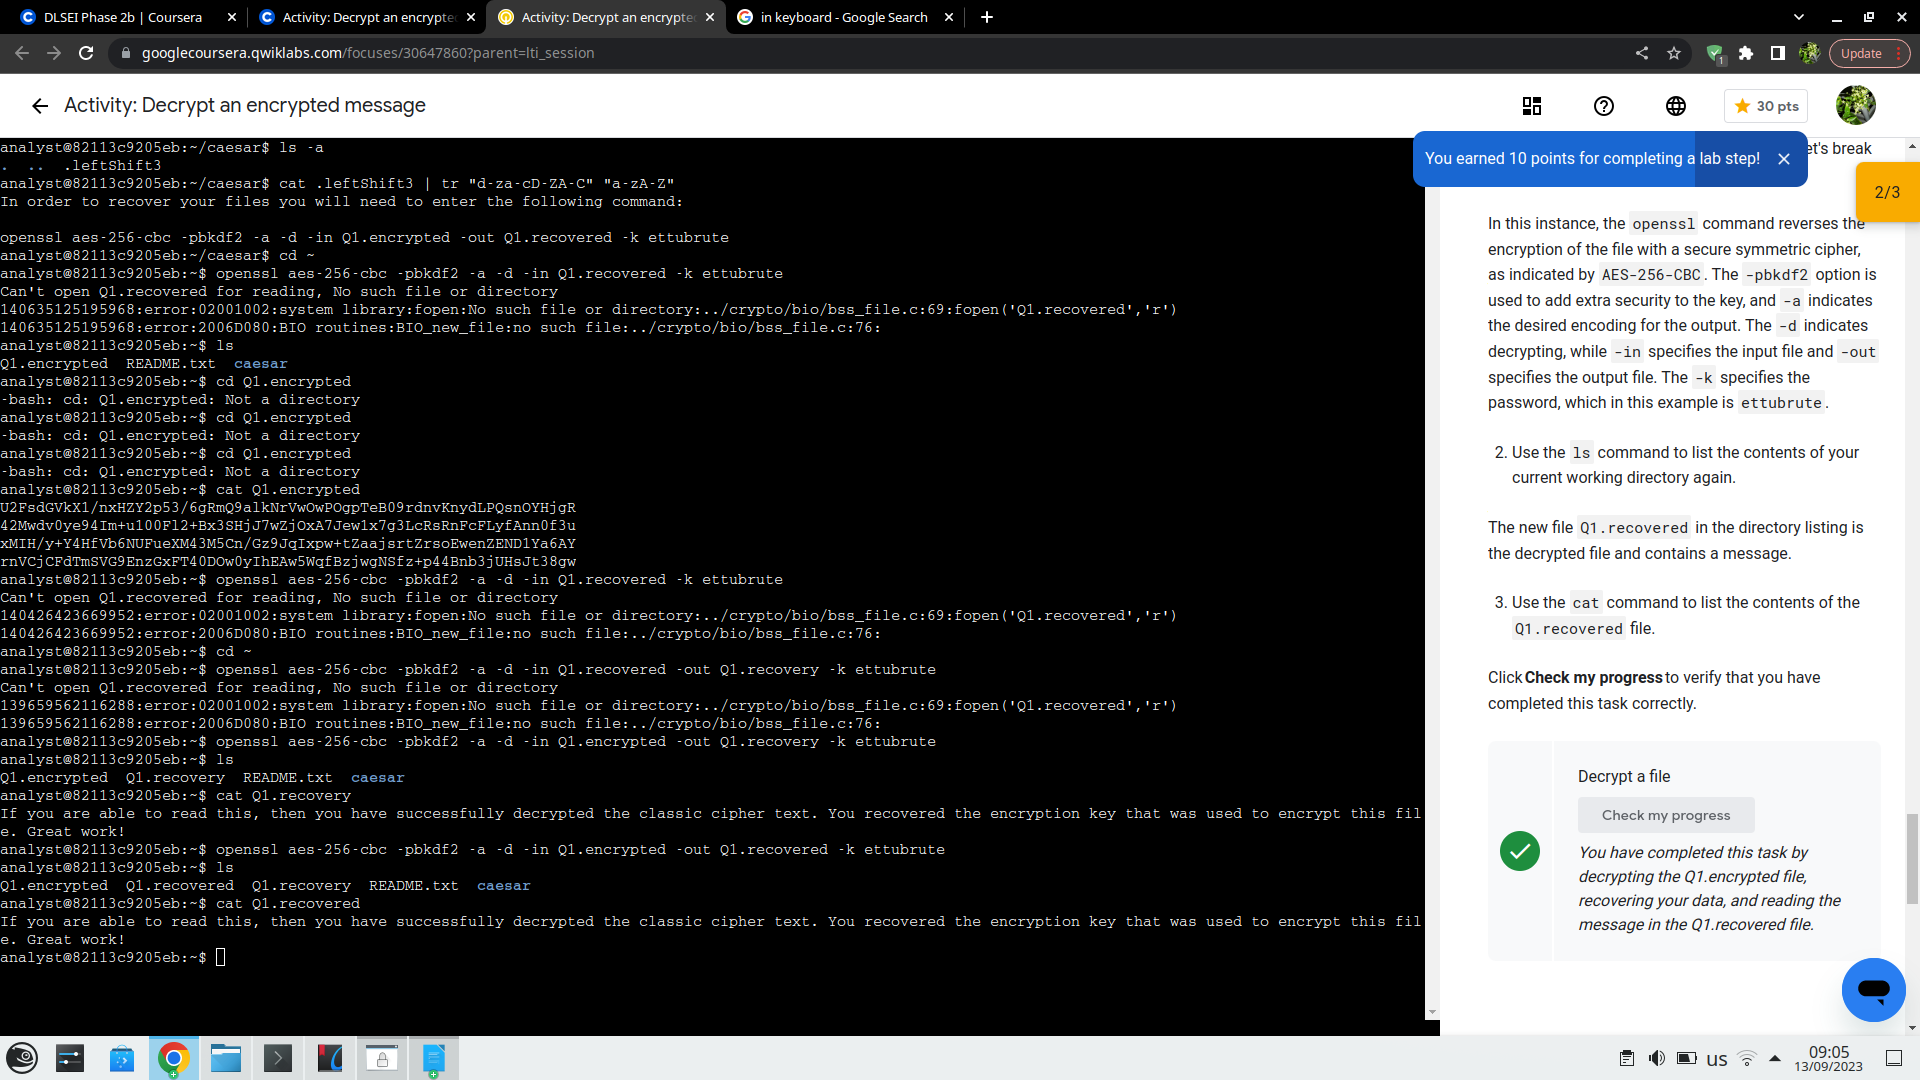 DLSEI Phase 2b | Coursera
Activity: Decrypt an encrypte
Activity: Decrypt an encrypte
in keyboard - Google Search
googlecoursera.qwiklabs.com/focuses/30647860?parent=lti_session
1
Update
Activity: Decrypt an encrypted message
30 pts
You earned 10 points for completing a lab step!
2/3
analyst@82113c9205eb:~/caesar$ ls -a
. .. .leftShift3
analyst@82113c9205eb:~/caesar$ cat .leftShift3 | tr "d-za-cD-ZA-C" "a-zA-Z"
In order to recover your files you will need to enter the following command:
openssl aes-256-cbc -pbkdf2 -a -d -in Q1.encrypted -out Q1.recovered -k ettubrute
analyst@82113c9205eb:~/caesar$ cd ~
analyst@82113c9205eb:~$ openssl aes-256-cbc -pbkdf2 -a -d -in Q1.recovered -k ettubrute
Can't open Q1.recovered for reading, No such file or directory
140635125195968:error:02001002:system library:fopen:No such file or directory:../crypto/bio/bss_file.c:69:fopen('Q1.recovered','r')
140635125195968:error:2006D080:BIO routines:BIO_new_file:no such file:../crypto/bio/bss_file.c:76:
analyst@82113c9205eb:~$ ls
Q1.encrypted README.txt caesar
analyst@82113c9205eb:~$ cd Q1.encrypted
-bash: cd: Q1.encrypted: Not a directory
analyst@82113c9205eb:~$ cd Q1.encrypted
-bash: cd: Q1.encrypted: Not a directory
analyst@82113c9205eb:~$ cd Q1.encrypted
-bash: cd: Q1.encrypted: Not a directory
analyst@82113c9205eb:~$ cat Q1.encrypted
U2FsdGVkX1/nxHZY2p53/6gRmQ9alkNrVwOwPOgpTeB09rdnvKnydLPQsnOYHjgR
42Mwdv0ye94Im+u100Fl2+Bx3SHjJ7wZjOxA7Jew1x7g3LcRsRnFcFLyfAnn0f3u
xMIH/y+Y4HfVb6NUFueXM43M5Cn/Gz9JqIxpw+tZaajsrtZrsoEwenZEND1Ya6AY
rnVCjCFdTmSVG9EnzGxFT40DOw0yIhEAw5WqfBzjwgNSfz+p44Bnb3jUHsJt38gw
analyst@82113c9205eb:~$ openssl aes-256-cbc -pbkdf2 -a -d -in Q1.recovered -k ettubrute
Can't open Q1.recovered for reading, No such file or directory
140426423669952:error:02001002:system library:fopen:No such file or directory:../crypto/bio/bss_file.c:69:fopen('Q1.recovered','r')
140426423669952:error:2006D080:BIO routines:BIO_new_file:no such file:../crypto/bio/bss_file.c:76:
analyst@82113c9205eb:~$ cd ~
analyst@82113c9205eb:~$ openssl aes-256-cbc -pbkdf2 -a -d -in Q1.recovered -out Q1.recovery -k ettubrute
Can't open Q1.recovered for reading, No such file or directory
139659562116288:error:02001002:system library:fopen:No such file or directory:../crypto/bio/bss_file.c:69:fopen('Q1.recovered','r')
139659562116288:error:2006D080:BIO routines:BIO_new_file:no such file:../crypto/bio/bss_file.c:76:
analyst@82113c9205eb:~$ openssl aes-256-cbc -pbkdf2 -a -d -in Q1.encrypted -out Q1.recovery -k ettubrute
analyst@82113c9205eb:~$ ls
Q1.encrypted Q1.recovery README.txt caesar
analyst@82113c9205eb:~$ cat Q1.recovery
If you are able to read this, then you have successfully decrypted the classic cipher text. You recovered the encryption key that was used to encrypt this fil
e. Great work!
analyst@82113c9205eb:~$ openssl aes-256-cbc -pbkdf2 -a -d -in Q1.encrypted -out Q1.recovered -k ettubrute
analyst@82113c9205eb:~$ ls
Q1.encrypted Q1.recovered Q1.recovery README.txt caesar
analyst@82113c9205eb:~$ cat Q1.recovered
If you are able to read this, then you have successfully decrypted the classic cipher text. You recovered the encryption key that was used to encrypt this fil
e. Great work!
analyst@82113c9205eb:~$
et's break
In this instance, the openssl command reverses the
encryption of the file with a secure symmetric cipher,
as indicated by AES-256-CBC. The -pbkdf2 option is
used to add extra security to the key, and -a indicates
the desired encoding for the output. The -d indicates
decrypting, while -in specifies the input file and -out
specifies the output file. The -k specifies the
password, which in this example is ettubrute.
2. Use the ls command to list the contents of your
current working directory again.
The new file Q1.recovered in the directory listing is
the decrypted file and contains a message.
3. Use the cat command to list the contents of the
Q1.recovered file.
Click Check my progress to verify that you have
completed this task correctly.
Decrypt a file
Check my progress
You have completed this task by
decrypting the Q1.encrypted file,
recovering your data, and reading the
message in the Q1.recovered file.
us
09:05
13/09/2023